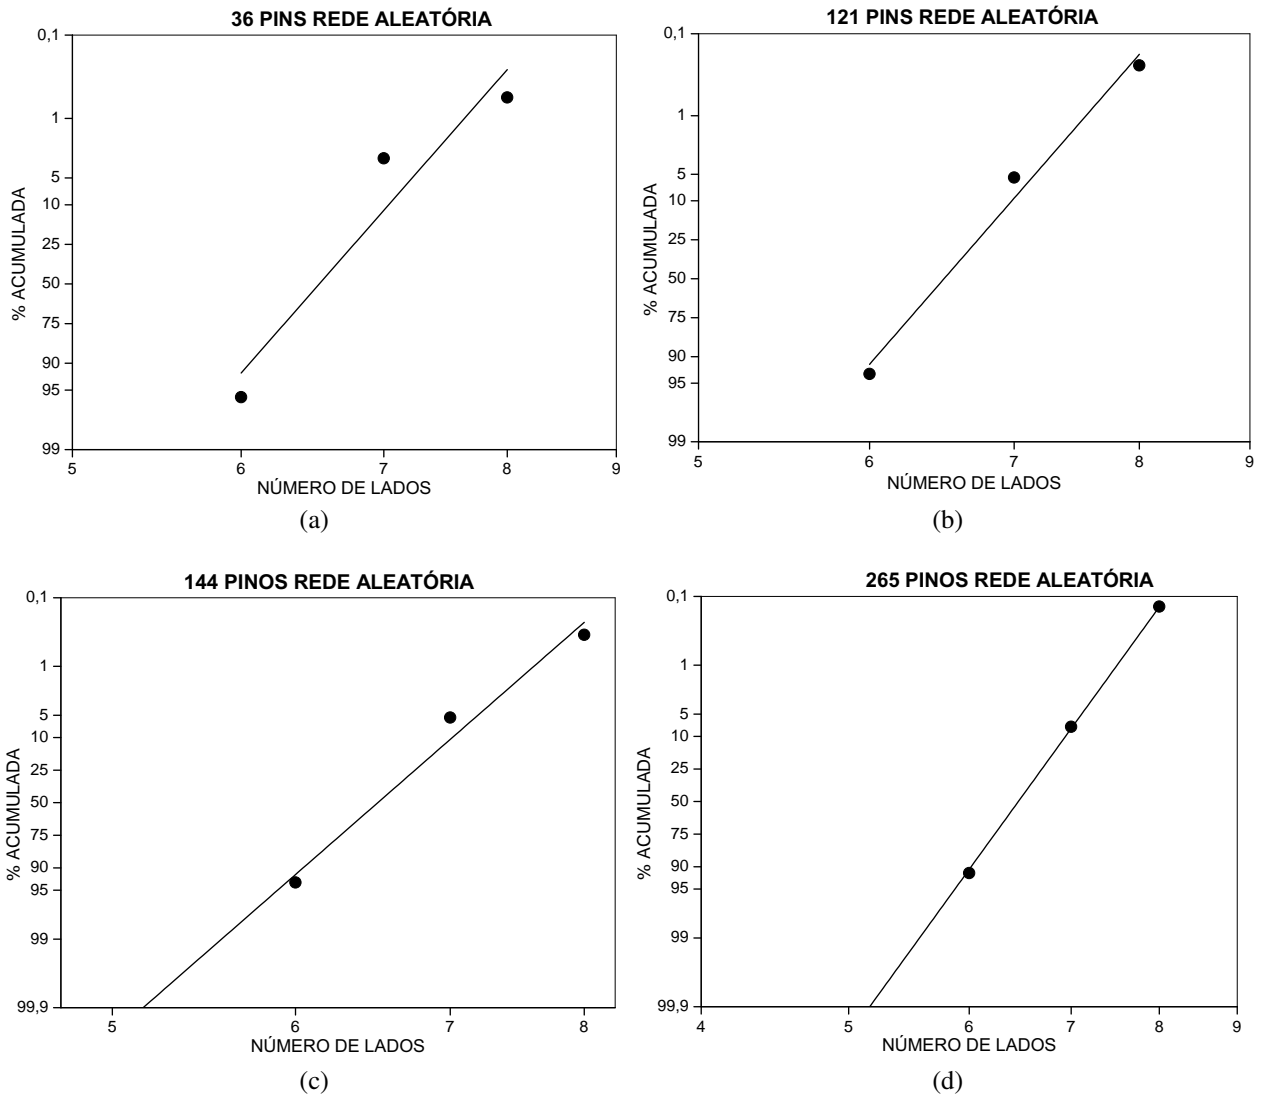 36 PINS REDE ALEATÓRIA
0,1
1
5
10
25
50
75
90
95
99
% ACUMULADA
5 6 7 8 9
NÚMERO DE LADOS
(a)
121 PINS REDE ALEATÓRIA
0,1
1
5
10
25
50
75
90
95
99
% ACUMULADA
5 6 7 8 9
NÚMERO DE LADOS
(b)
144 PINOS REDE ALEATÓRIA
0,1
1
5
10
25
50
75
90
95
99
99,9
% ACUMULADA
5 6 7 8
NÚMERO DE LADOS
(c)
265 PINOS REDE ALEATÓRIA
0,1
1
5
10
25
50
75
90
95
99
99,9
% ACUMULADA
4 5 6 7 8 9
NÚMERO DE LADOS
(d)